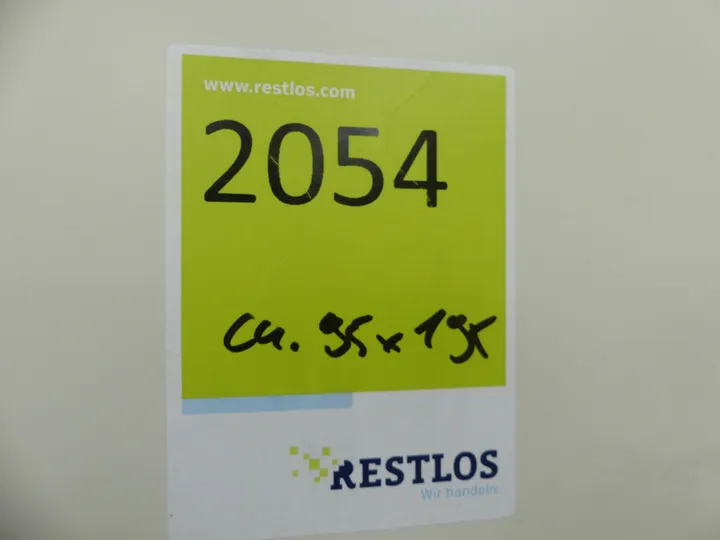 www.restlos.com
2054
ca. 95 x 195
RESTLOS
Wir handeln.